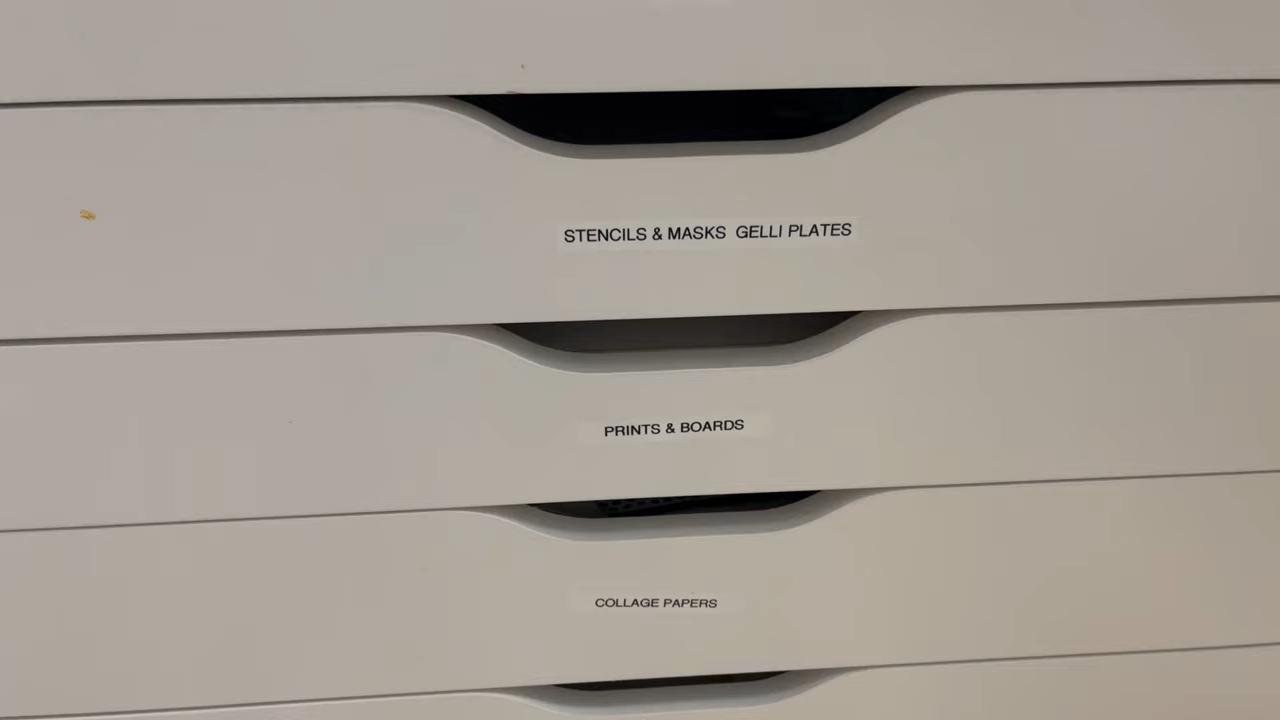 STENCILS & MASKS GELLI PLATES
PRINTS & BOARDS
COLLAGE PAPERS